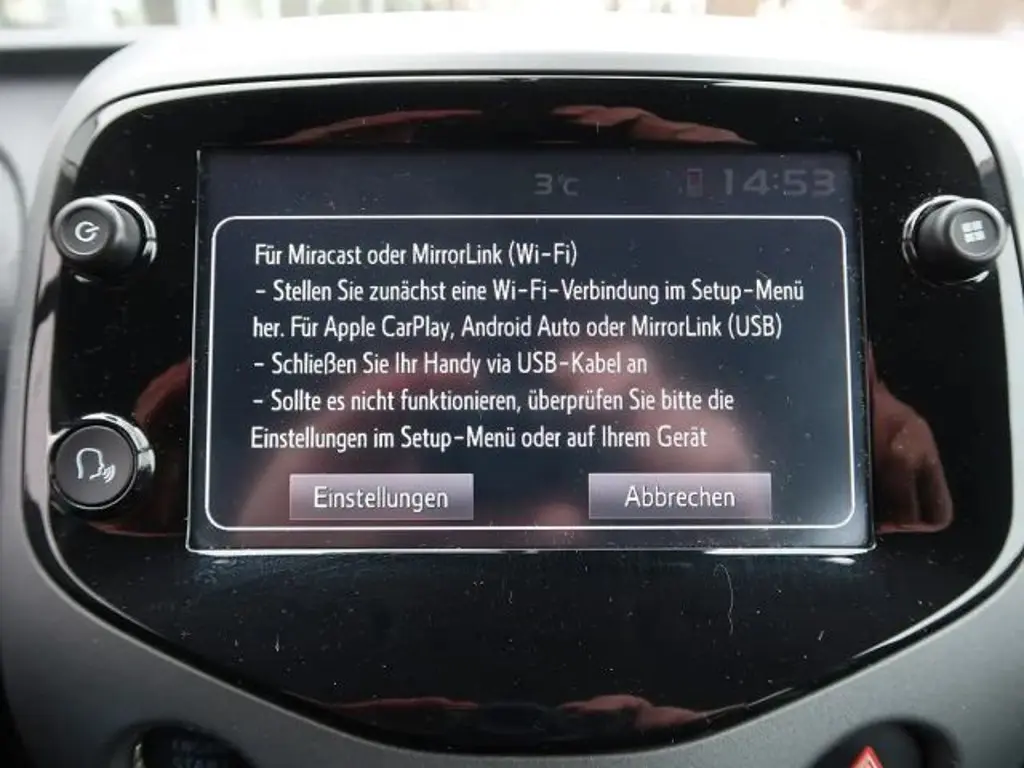 3°C 14:53
Für Miracast oder MirrorLink (Wi-Fi)
- Stellen Sie zunächst eine Wi-Fi-Verbindung im Setup-Menü
her. Für Apple CarPlay, Android Auto oder MirrorLink (USB)
- Schließen Sie Ihr Handy via USB-Kabel an
- Sollte es nicht funktionieren, überprüfen Sie bitte die
Einstellungen im Setup-Menü oder auf Ihrem Gerät
Einstellungen Abbrechen